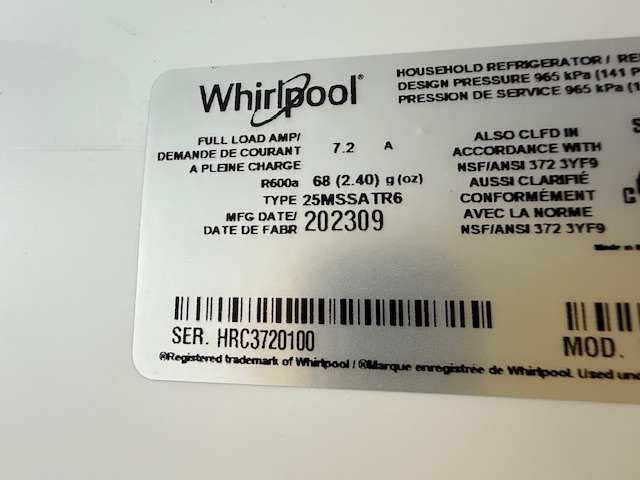 Whirlpool®
HOUSEHOLD REFRIGERATOR /
DESIGN PRESSURE 965 kPa (141
PRESSION DE SERVICE 965 kPa
FULL LOAD AMP/
DEMANDE DE COURANT 7.2 A
A PLEINE CHARGE
R600a 68 (2.40) g (oz)
TYPE 25MSSATR6
MFG DATE/
DATE DE FABR 202309
ALSO CLFD IN
ACCORDANCE WITH
NSF/ANSI 372 3YF9
AUSSI CLARIFIÉ
CONFORMÉMENT
AVEC LA NORME
NSF/ANSI 372 3YF9
Made in
SER. HRC3720100
MOD.
®Registered trademark of Whirlpool / ®Marque enregistrée de Whirlpool. Used